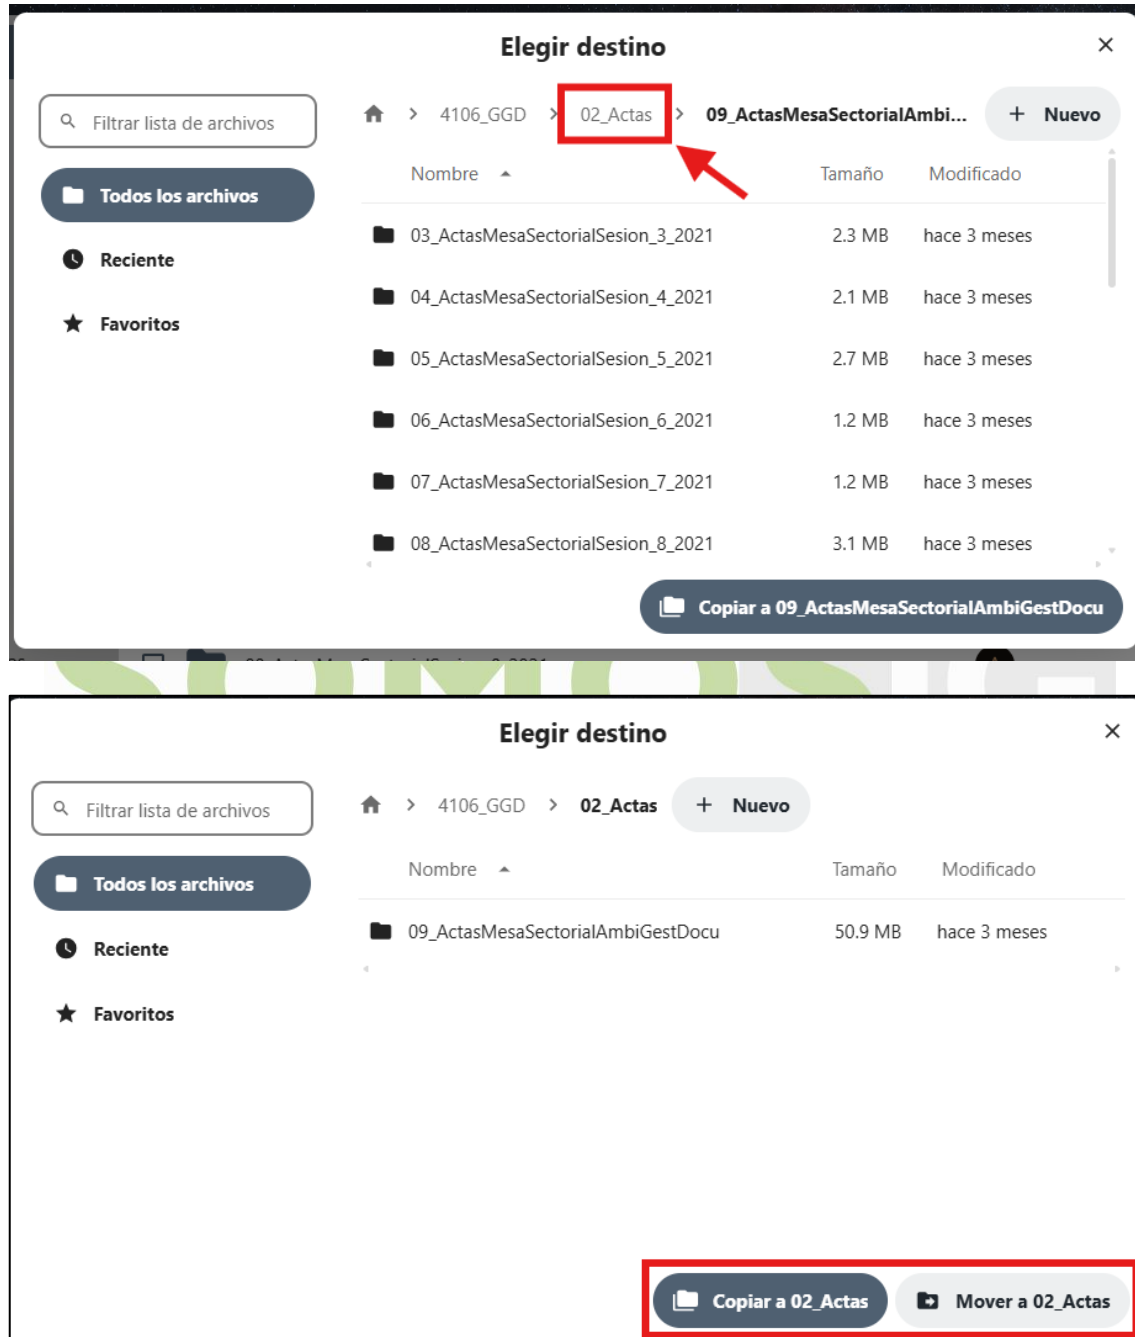 Elegir destino
Filtrar lista de archivos
4106_GGD > 02_Actas > 09_ActasMesaSectorialAmbi... + Nuevo
Nombre Tamaño Modificado
Todos los archivos
03_ActasMesaSectorialSesion_3_2021 2.3 MB hace 3 meses
Reciente
04_ActasMesaSectorialSesion_4_2021 2.1 MB hace 3 meses
Favoritos
05_ActasMesaSectorialSesion_5_2021 2.7 MB hace 3 meses
06_ActasMesaSectorialSesion_6_2021 1.2 MB hace 3 meses
07_ActasMesaSectorialSesion_7_2021 1.2 MB hace 3 meses
08_ActasMesaSectorialSesion_8_2021 3.1 MB hace 3 meses
Copiar a 09_ActasMesaSectorialAmbiGestDocu
Elegir destino
Filtrar lista de archivos
4106_GGD > 02_Actas + Nuevo
Nombre Tamaño Modificado
Todos los archivos
09_ActasMesaSectorialAmbiGestDocu 50.9 MB hace 3 meses
Reciente
Favoritos
Copiar a 02_Actas Mover a 02_Actas